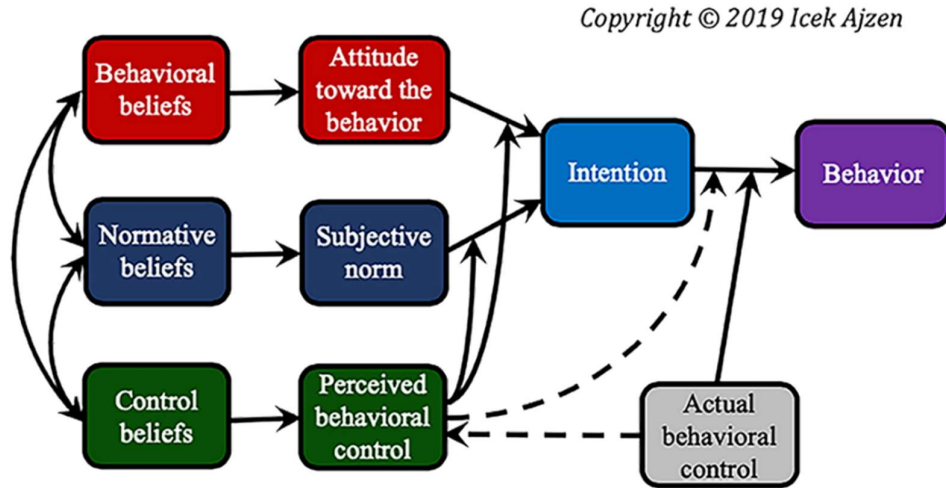 Copyright © 2019 Icek Ajzen
Behavioral
beliefs
Attitude
toward the
behavior
Intention
Behavior
Normative
beliefs
Subjective
norm
Control
beliefs
Perceived
behavioral
control
Actual
behavioral
control